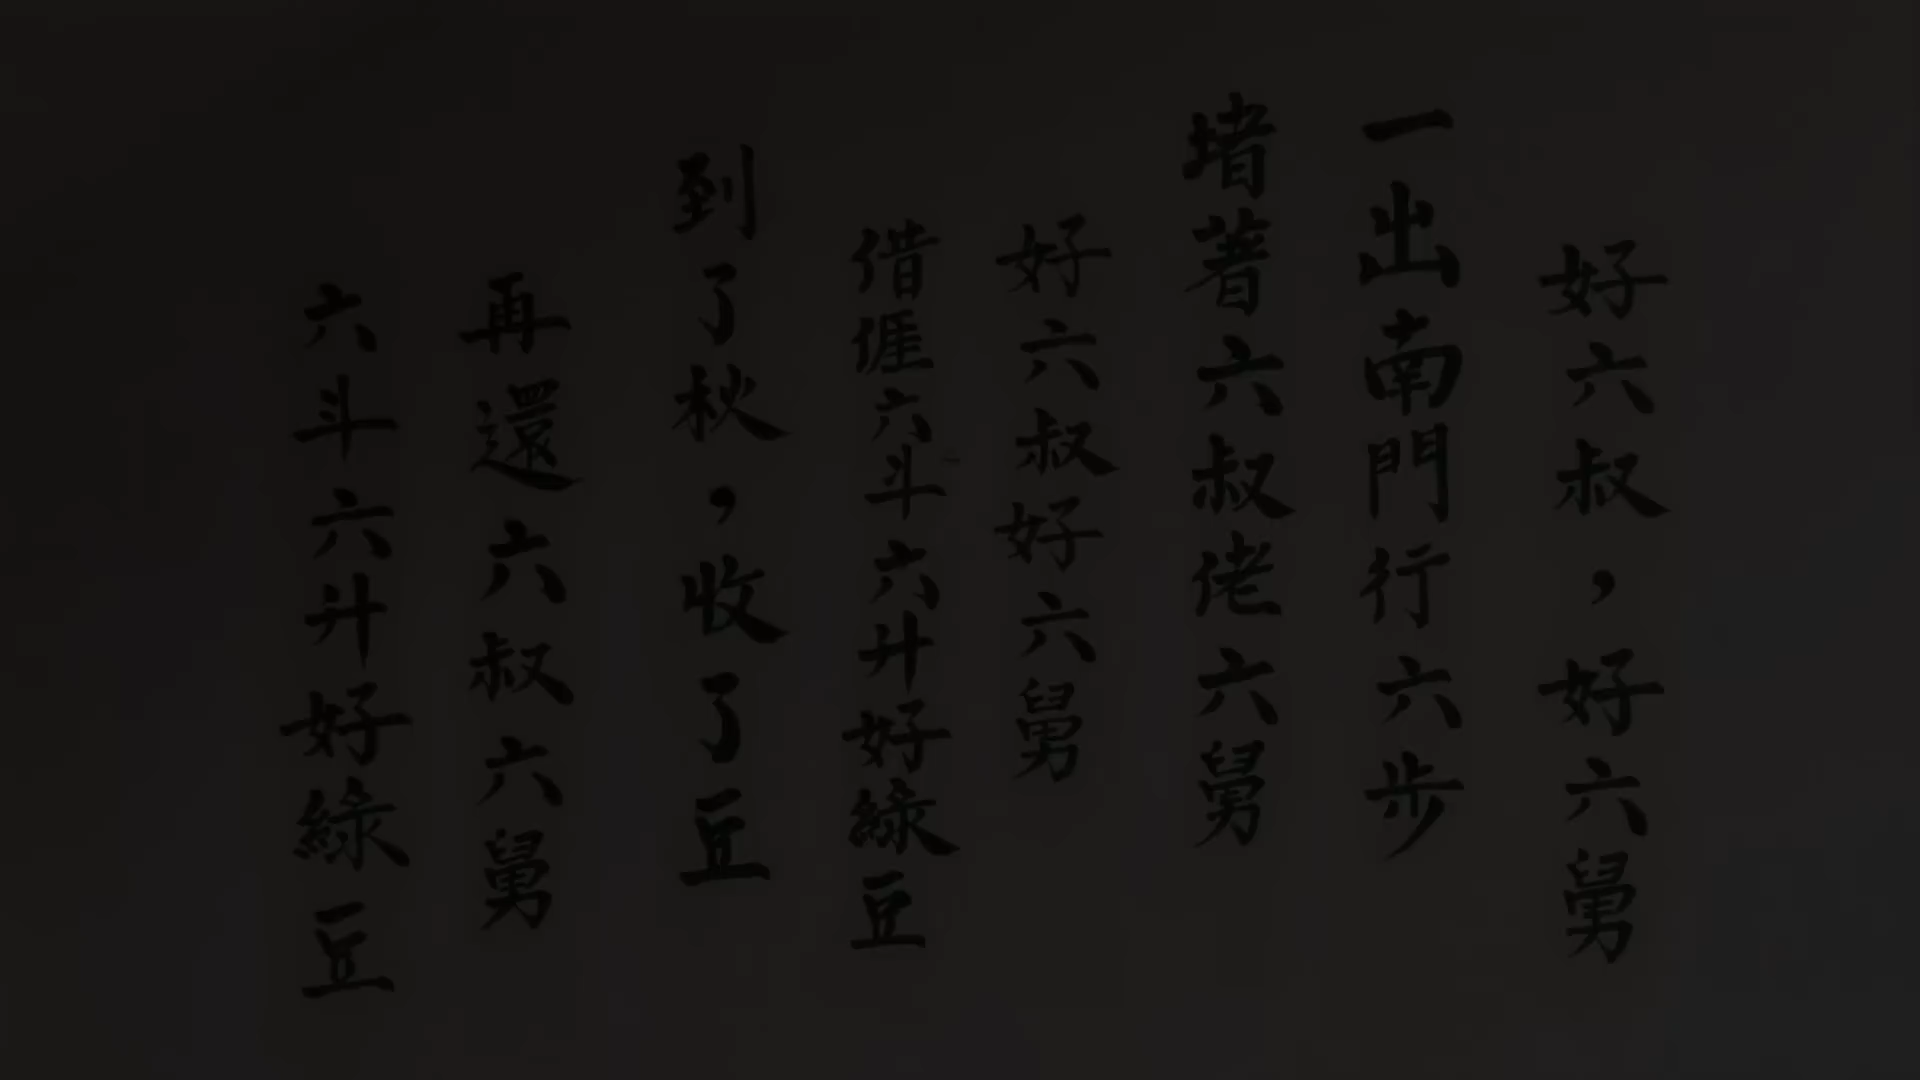 好六叔，好六舅
一出南門行六步
堵著六叔佬六舅
好六叔好六舅
借𠊎六斗六升好綠豆
到了秋，收了豆
再還六叔六舅
六斗六升好綠豆